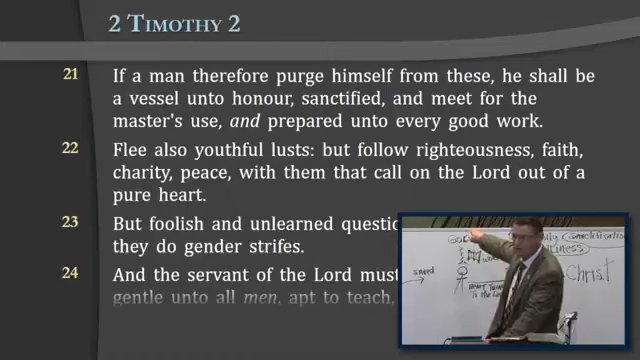 2 TIMOTHY 2
21 If a man therefore purge himself from these, he shall be
a vessel unto honour, sanctified, and meet for the
master's use, and prepared unto every good work.
22 Flee also youthful lusts: but follow righteousness, faith,
charity, peace, with them that call on the Lord out of a
pure heart.
23 But foolish and unlearned questio
they do gender strifes.
24 And the servant of the Lord must
gentle unto all men, apt to teach,
GOD
saved
Christ